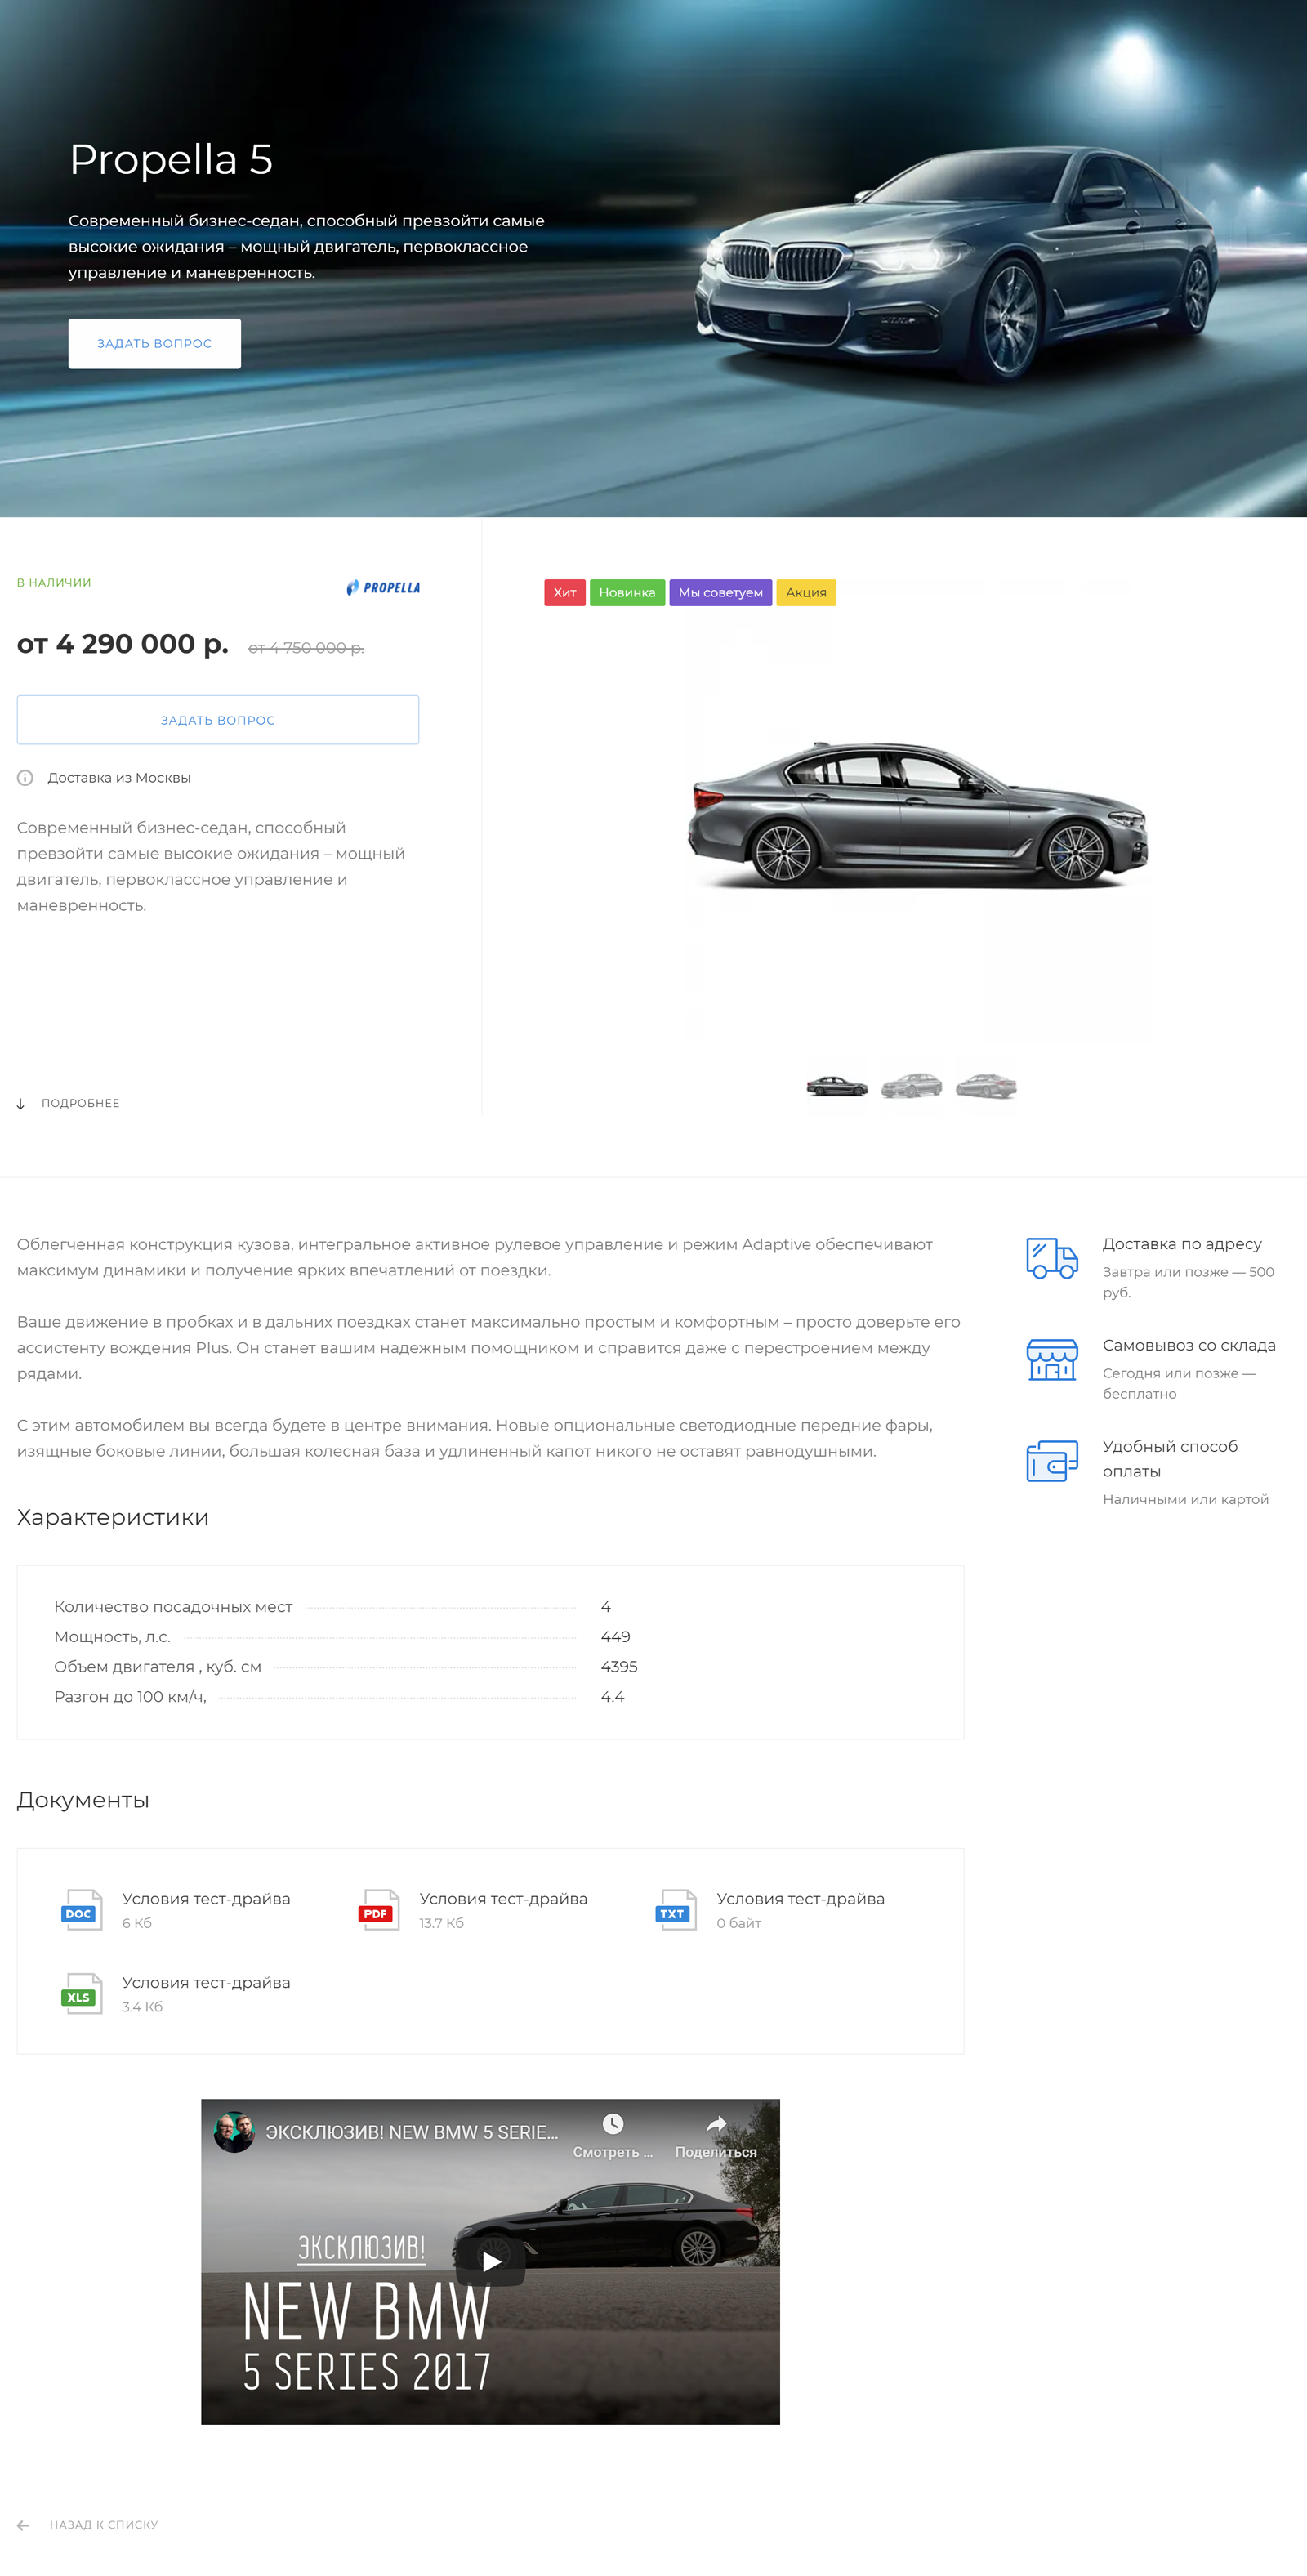 Propella 5
Современный бизнес-седан, способный превзойти самые
высокие ожидания – мощный двигатель, первоклассное
управление и маневренность.
ЗАДАТЬ ВОПРОС
В НАЛИЧИИ
PROPELLA
от 4 290 000 р.
от 4 750 000 р.
ЗАДАТЬ ВОПРОС
Доставка из Москвы
Современный бизнес-седан, способный
превзойти самые высокие ожидания – мощный
двигатель, первоклассное управление и
маневренность.
ПОДРОБНЕЕ
Хит
Новинка
Мы советуем
Акция
Облегченная конструкция кузова, интегральное активное рулевое управление и режим Adaptive обеспечивают
максимум динамики и получение ярких впечатлений от поездки.
Ваше движение в пробках и в дальних поездках станет максимально простым и комфортным – просто доверьте его
ассистенту вождения Plus. Он станет вашим надежным помощником и справится даже с перестроением между
рядами.
С этим автомобилем вы всегда будете в центре внимания. Новые опциональные светодиодные передние фары,
изящные боковые линии, большая колесная база и удлиненный капот никого не оставят равнодушными.
Доставка по адресу
Завтра или позже — 500
руб.
Самовывоз со склада
Сегодня или позже —
бесплатно
Удобный способ
оплаты
Наличными или картой
Характеристики
Количество посадочных мест 4
Мощность, л.с. 449
Объем двигателя , куб. см 4395
Разгон до 100 км/ч, 4.4
Документы
DOC
Условия тест-драйва
6 Кб
PDF
Условия тест-драйва
13.7 Кб
TXT
Условия тест-драйва
0 байт
XLS
Условия тест-драйва
3.4 Кб
ЭКСКЛЮЗИВ! NEW BMW 5 SERIE...
Смотреть ...
Поделиться
ЭКСКЛЮЗИВ!
NEW BMW
5 SERIES 2017
НАЗАД К СПИСКУ